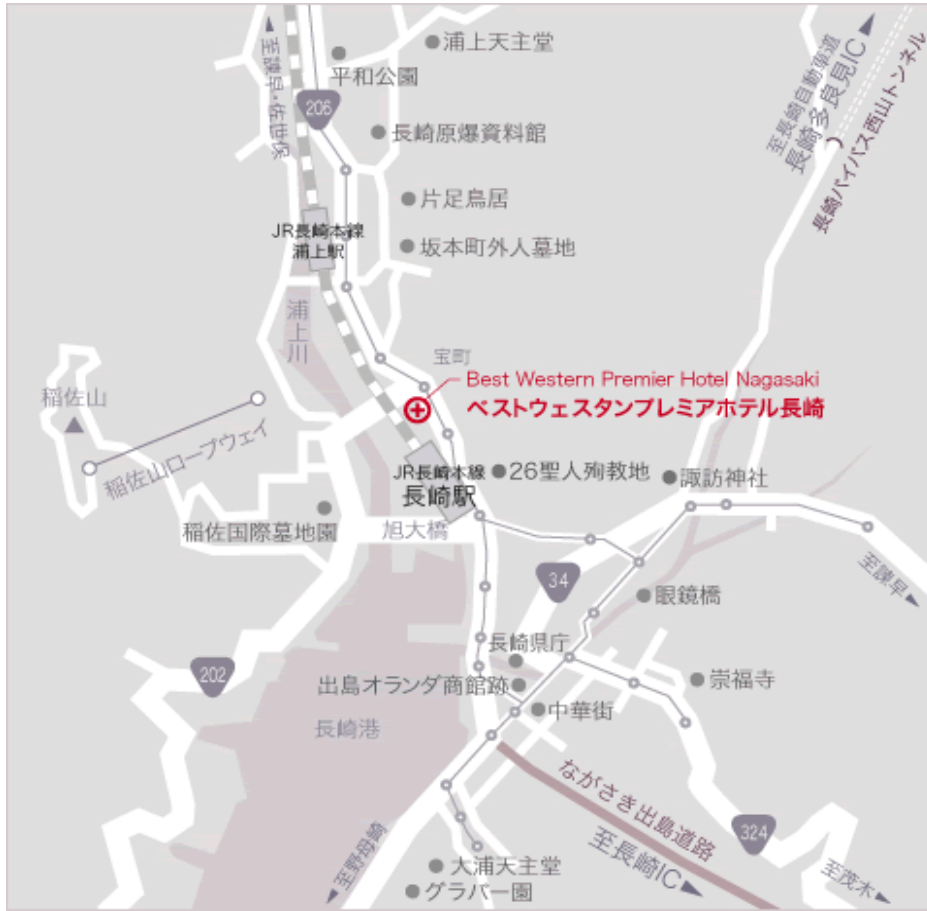 浦上天主堂
平和公園
至諫早・佐世保
206
至長崎自動車道
長崎多良見IC
長崎バイパス西山トンネル
長崎原爆資料館
片足鳥居
JR長崎本線
浦上駅
坂本町外人墓地
浦上川
宝町
Best Western Premier Hotel Nagasaki
ベストウェスタンプレミアホテル長崎
稲佐山
稲佐山ロープウェイ
JR長崎本線
長崎駅
26聖人殉教地
諏訪神社
稲佐国際墓地園
旭大橋
34
至諫早
眼鏡橋
長崎県庁
202
出島オランダ商館跡
崇福寺
中華街
長崎港
ながさき出島道路
324
至長崎IC
至野母崎
大浦天主堂
至茂木
グラバー園